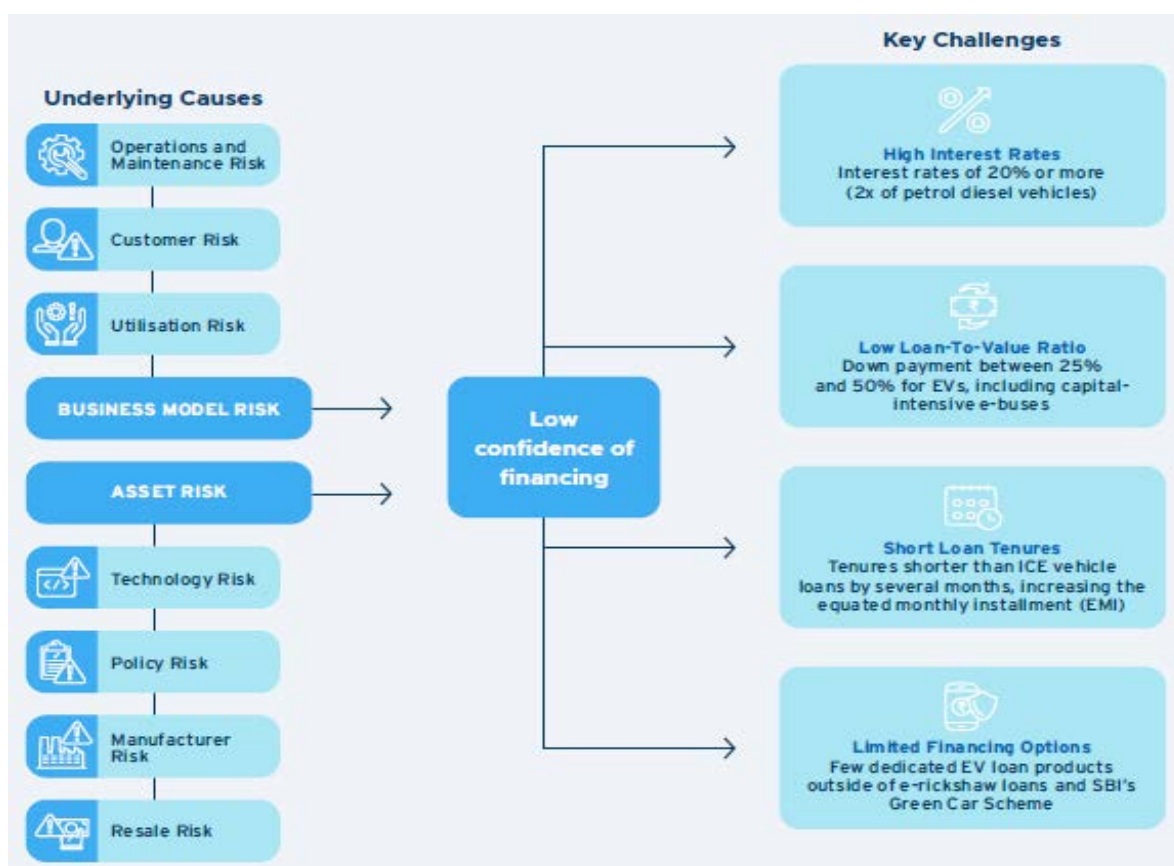 Underlying Causes
Operations and
Maintenance Risk
Customer Risk
Utilisation Risk
BUSINESS MODEL RISK
ASSET RISK
Technology Risk
Policy Risk
Manufacturer
Risk
Resale Risk
Low
confidence of
financing
Key Challenges
High Interest Rates
Interest rates of 20% or more
(2x of petrol diesel vehicles)
Low Loan-To-Value Ratio
Down payment between 25%
and 50% for EVs, including capital-
intensive e-buses
Short Loan Tenures
Tenures shorter than ICE vehicle
loans by several months, increasing the
equated monthly installment (EMI)
Limited Financing Options
Few dedicated EV loan products
outside of e-rickshaw loans and SBI's
Green Car Scheme